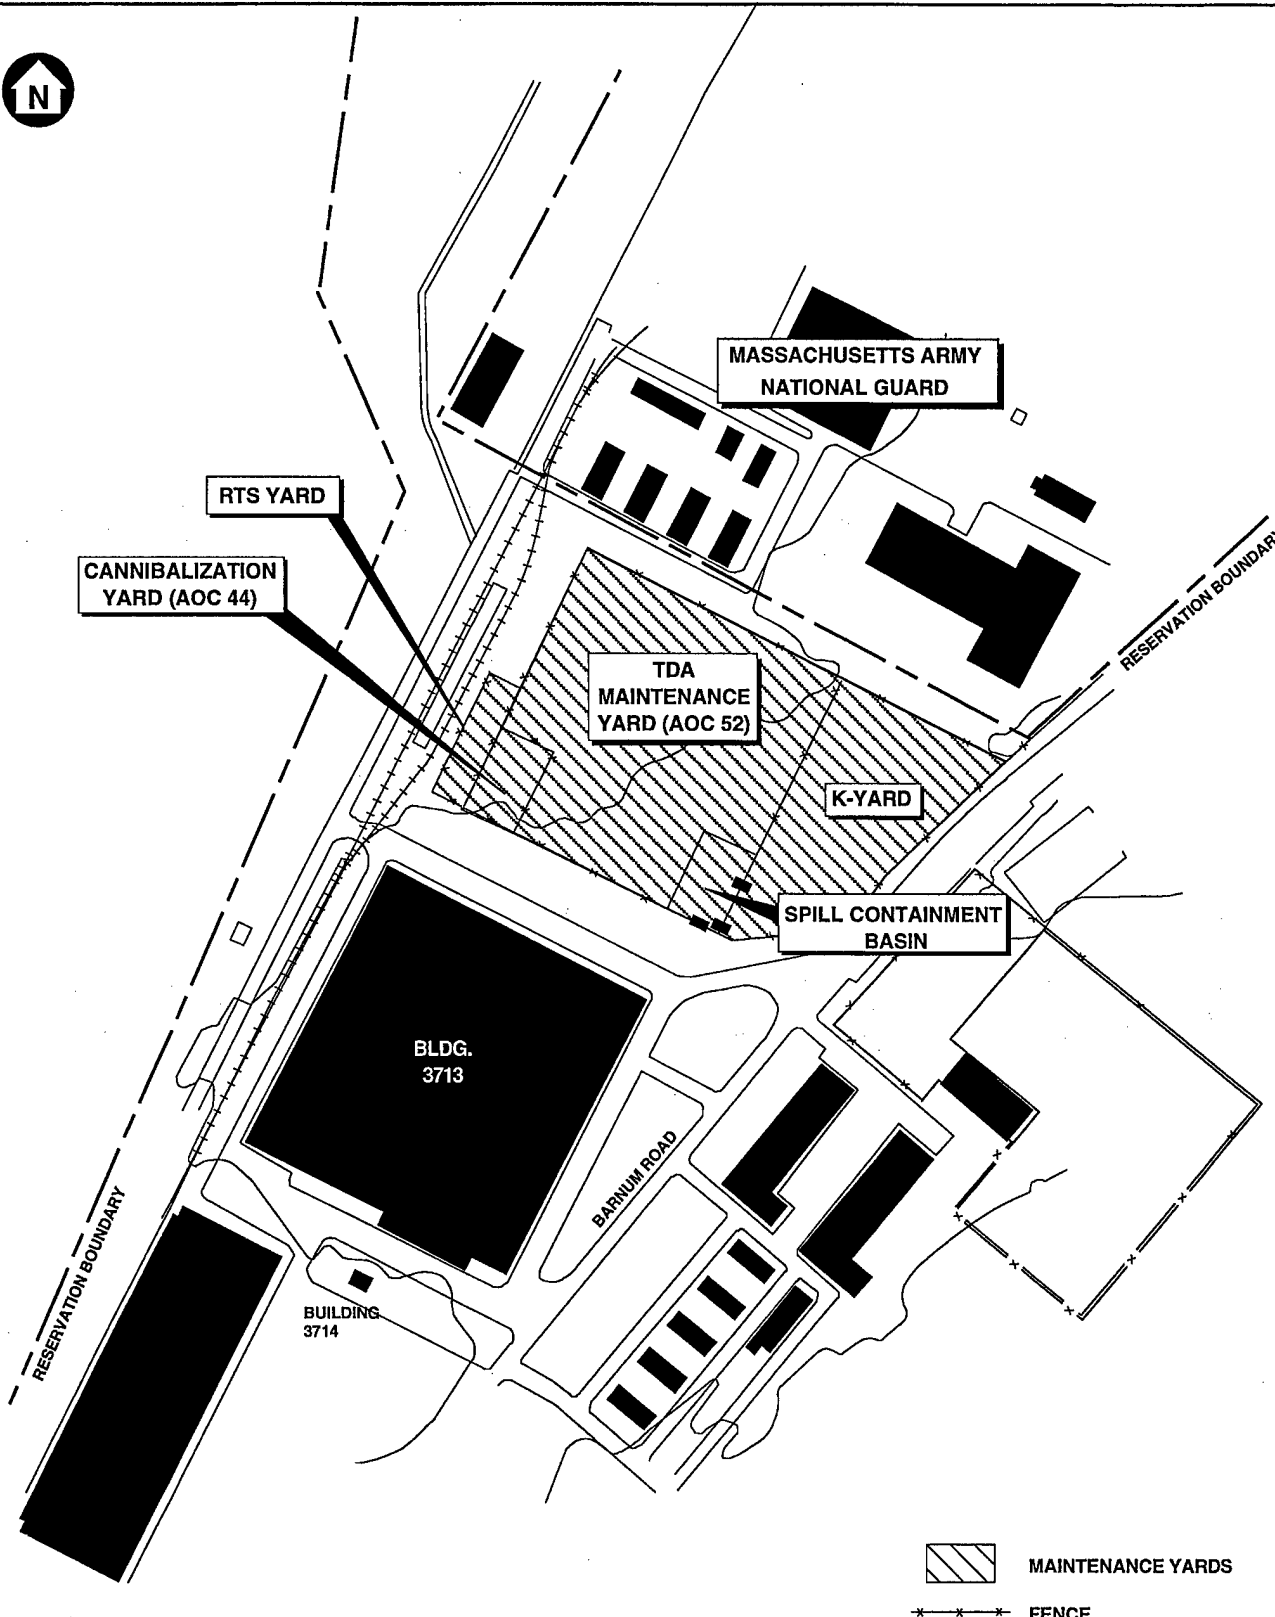 N
MASSACHUSETTS ARMY
NATIONAL GUARD
RTS YARD
CANNIBALIZATION
YARD (AOC 44)
RESERVATION BOUNDARY
TDA
MAINTENANCE
YARD (AOC 52)
K-YARD
SPILL CONTAINMENT
BASIN
BLDG.
3713
BARNUM ROAD
RESERVATION BOUNDARY
BUILDING
3714
MAINTENANCE YARDS
FENCE